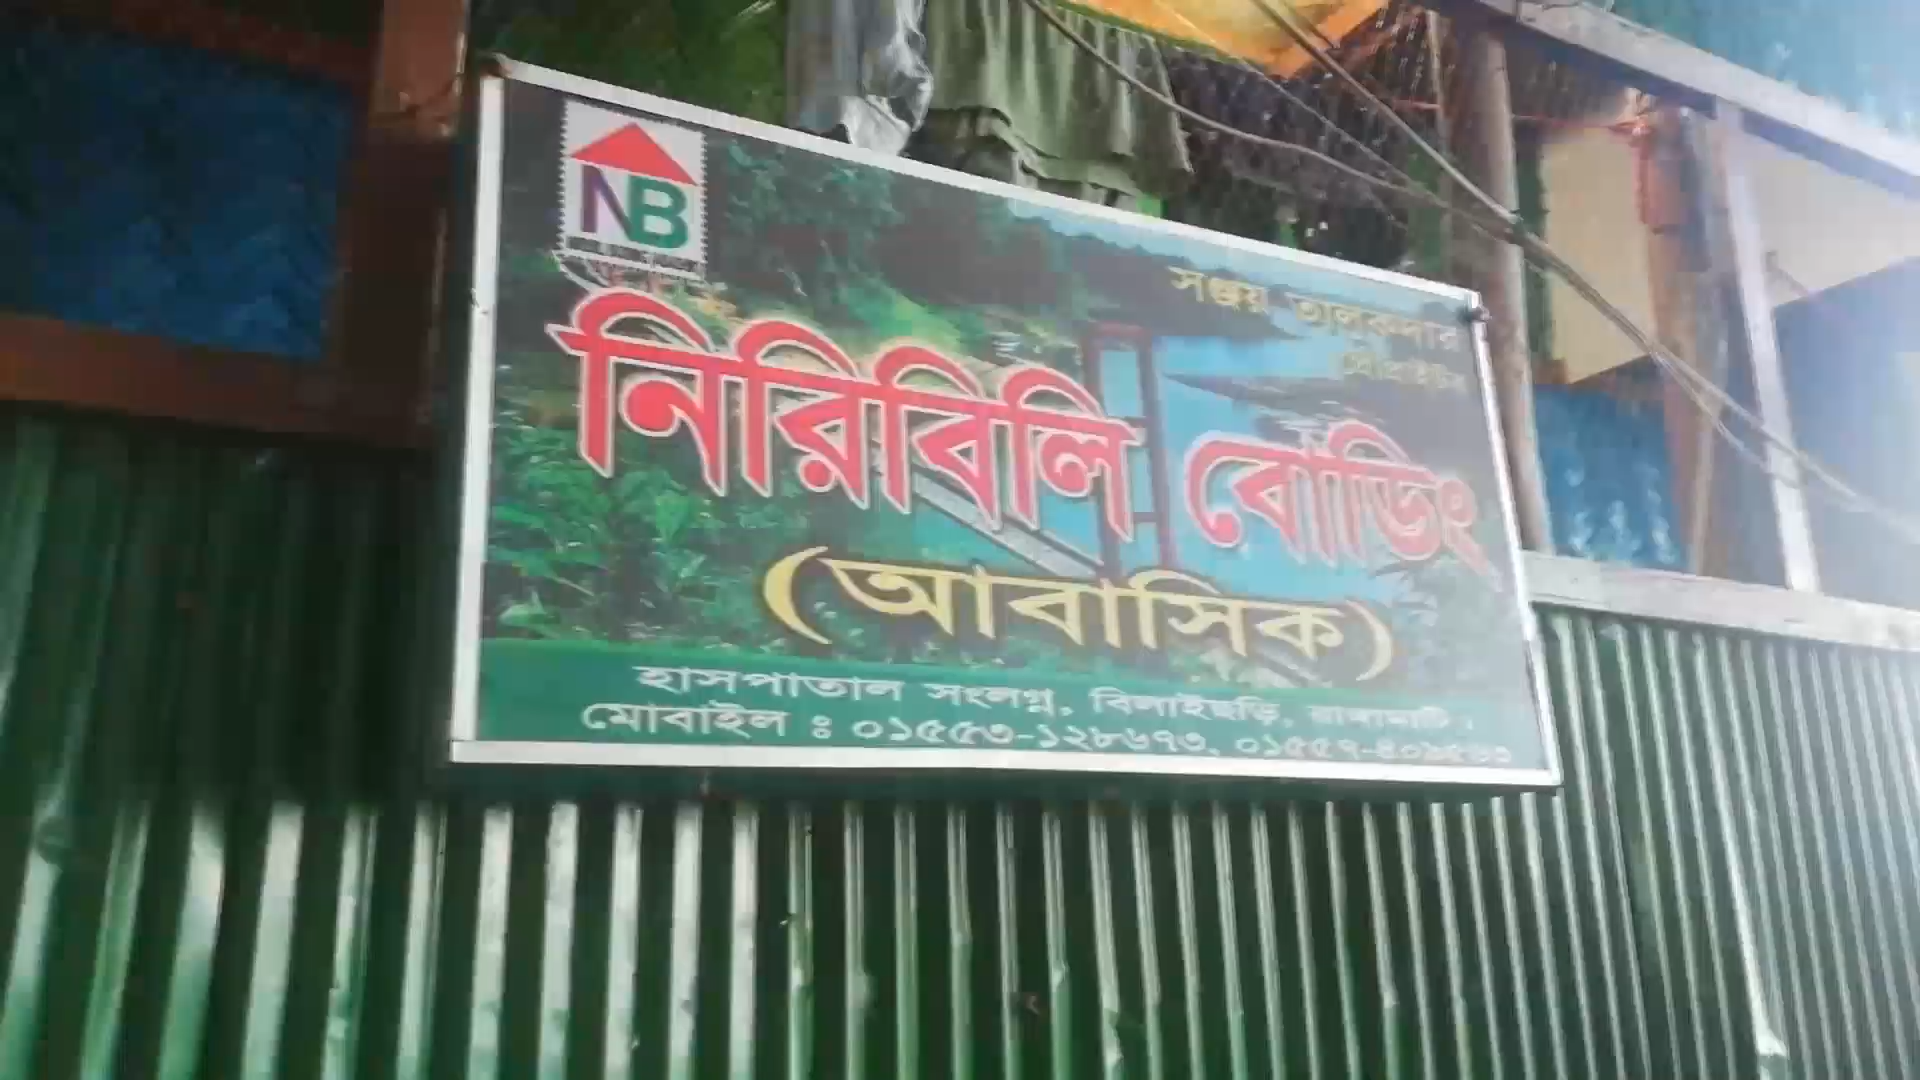 NB
সঞ্জয় তালুকদার
নিরিবিলি বোর্ডিং
(আবাসিক)
হাসপাতাল সংলগ্ন, বিলাইছড়ি, রাঙ্গামাটি।
মোবাইল ঃ ০১৫৫৩-১২৮৬৭৩,